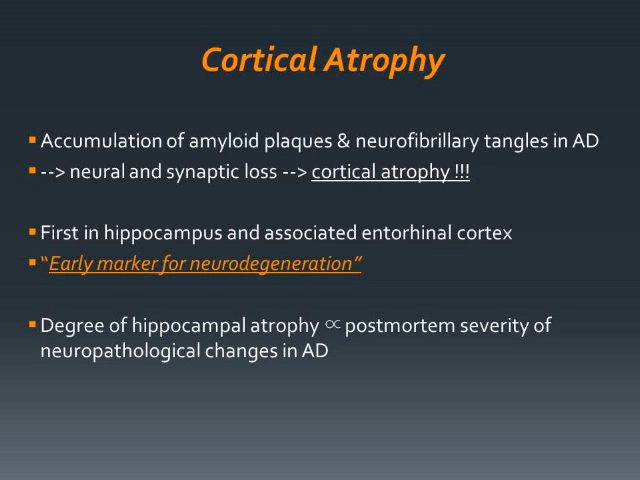 Cortical Atrophy
▪ Accumulation of amyloid plaques & neurofibrillary tangles in AD
▪ --> neural and synaptic loss --> cortical atrophy !!!
▪ First in hippocampus and associated entorhinal cortex
▪ “Early marker for neurodegeneration”
▪ Degree of hippocampal atrophy ∝ postmortem severity of
neuropathological changes in AD